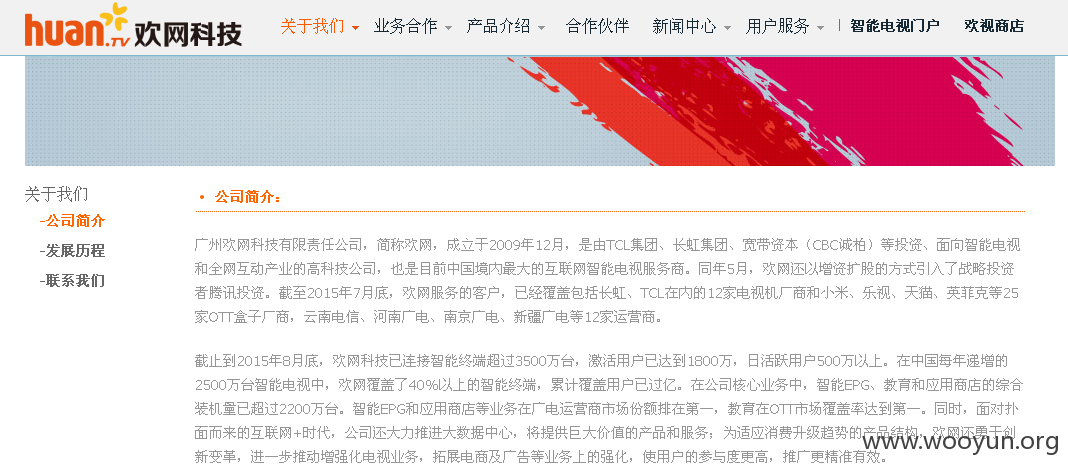 huan.TV 欢网科技 关于我们 业务合作 产品介绍 合作伙伴 新闻中心 用户服务 | 智能电视门户 欢视商店
关于我们
-公司简介
-发展历程
-联系我们
• 公司简介：
广州欢网科技有限责任公司，简称欢网，成立于2009年12月，是由TCL集团、长虹集团、宽带资本（CBC诚柏）等投资、面向智能电视
和全网互动产业的高科技公司，也是目前中国境内最大的互联网智能电视服务商。同年5月，欢网还以增资扩股的方式引入了战略投资
者腾讯投资。截至2015年7月底，欢网服务的客户，已经覆盖包括长虹、TCL在内的12家电视机厂商和小米、乐视、天猫、英菲克等25
家OTT盒子厂商，云南电信、河南广电、南京广电、新疆广电等12家运营商。
截止到2015年8月底，欢网科技已连接智能终端超过3500万台，激活用户已达到1800万，日活跃用户500万以上。在中国每年递增的
2500万台智能电视中，欢网覆盖了40%以上的智能终端，累计覆盖用户已过亿。在公司核心业务中，智能EPG、教育和应用商店的综合
装机量已超过2200万台。智能EPG和应用商店等业务在广电运营商市场份额排在第一，教育在OTT市场覆盖率达到第一。同时，面对扑
面而来的互联网+时代，公司还大力推进大数据中心，将提供巨大价值的产品和服务；为适应消费升级趋势的产品结构，欢网还勇于创
新变革，进一步推动增强化电视业务，拓展电商及广告等业务上的强化，使用户的参与度更高，推广更精准有效。
www.wooyun.org